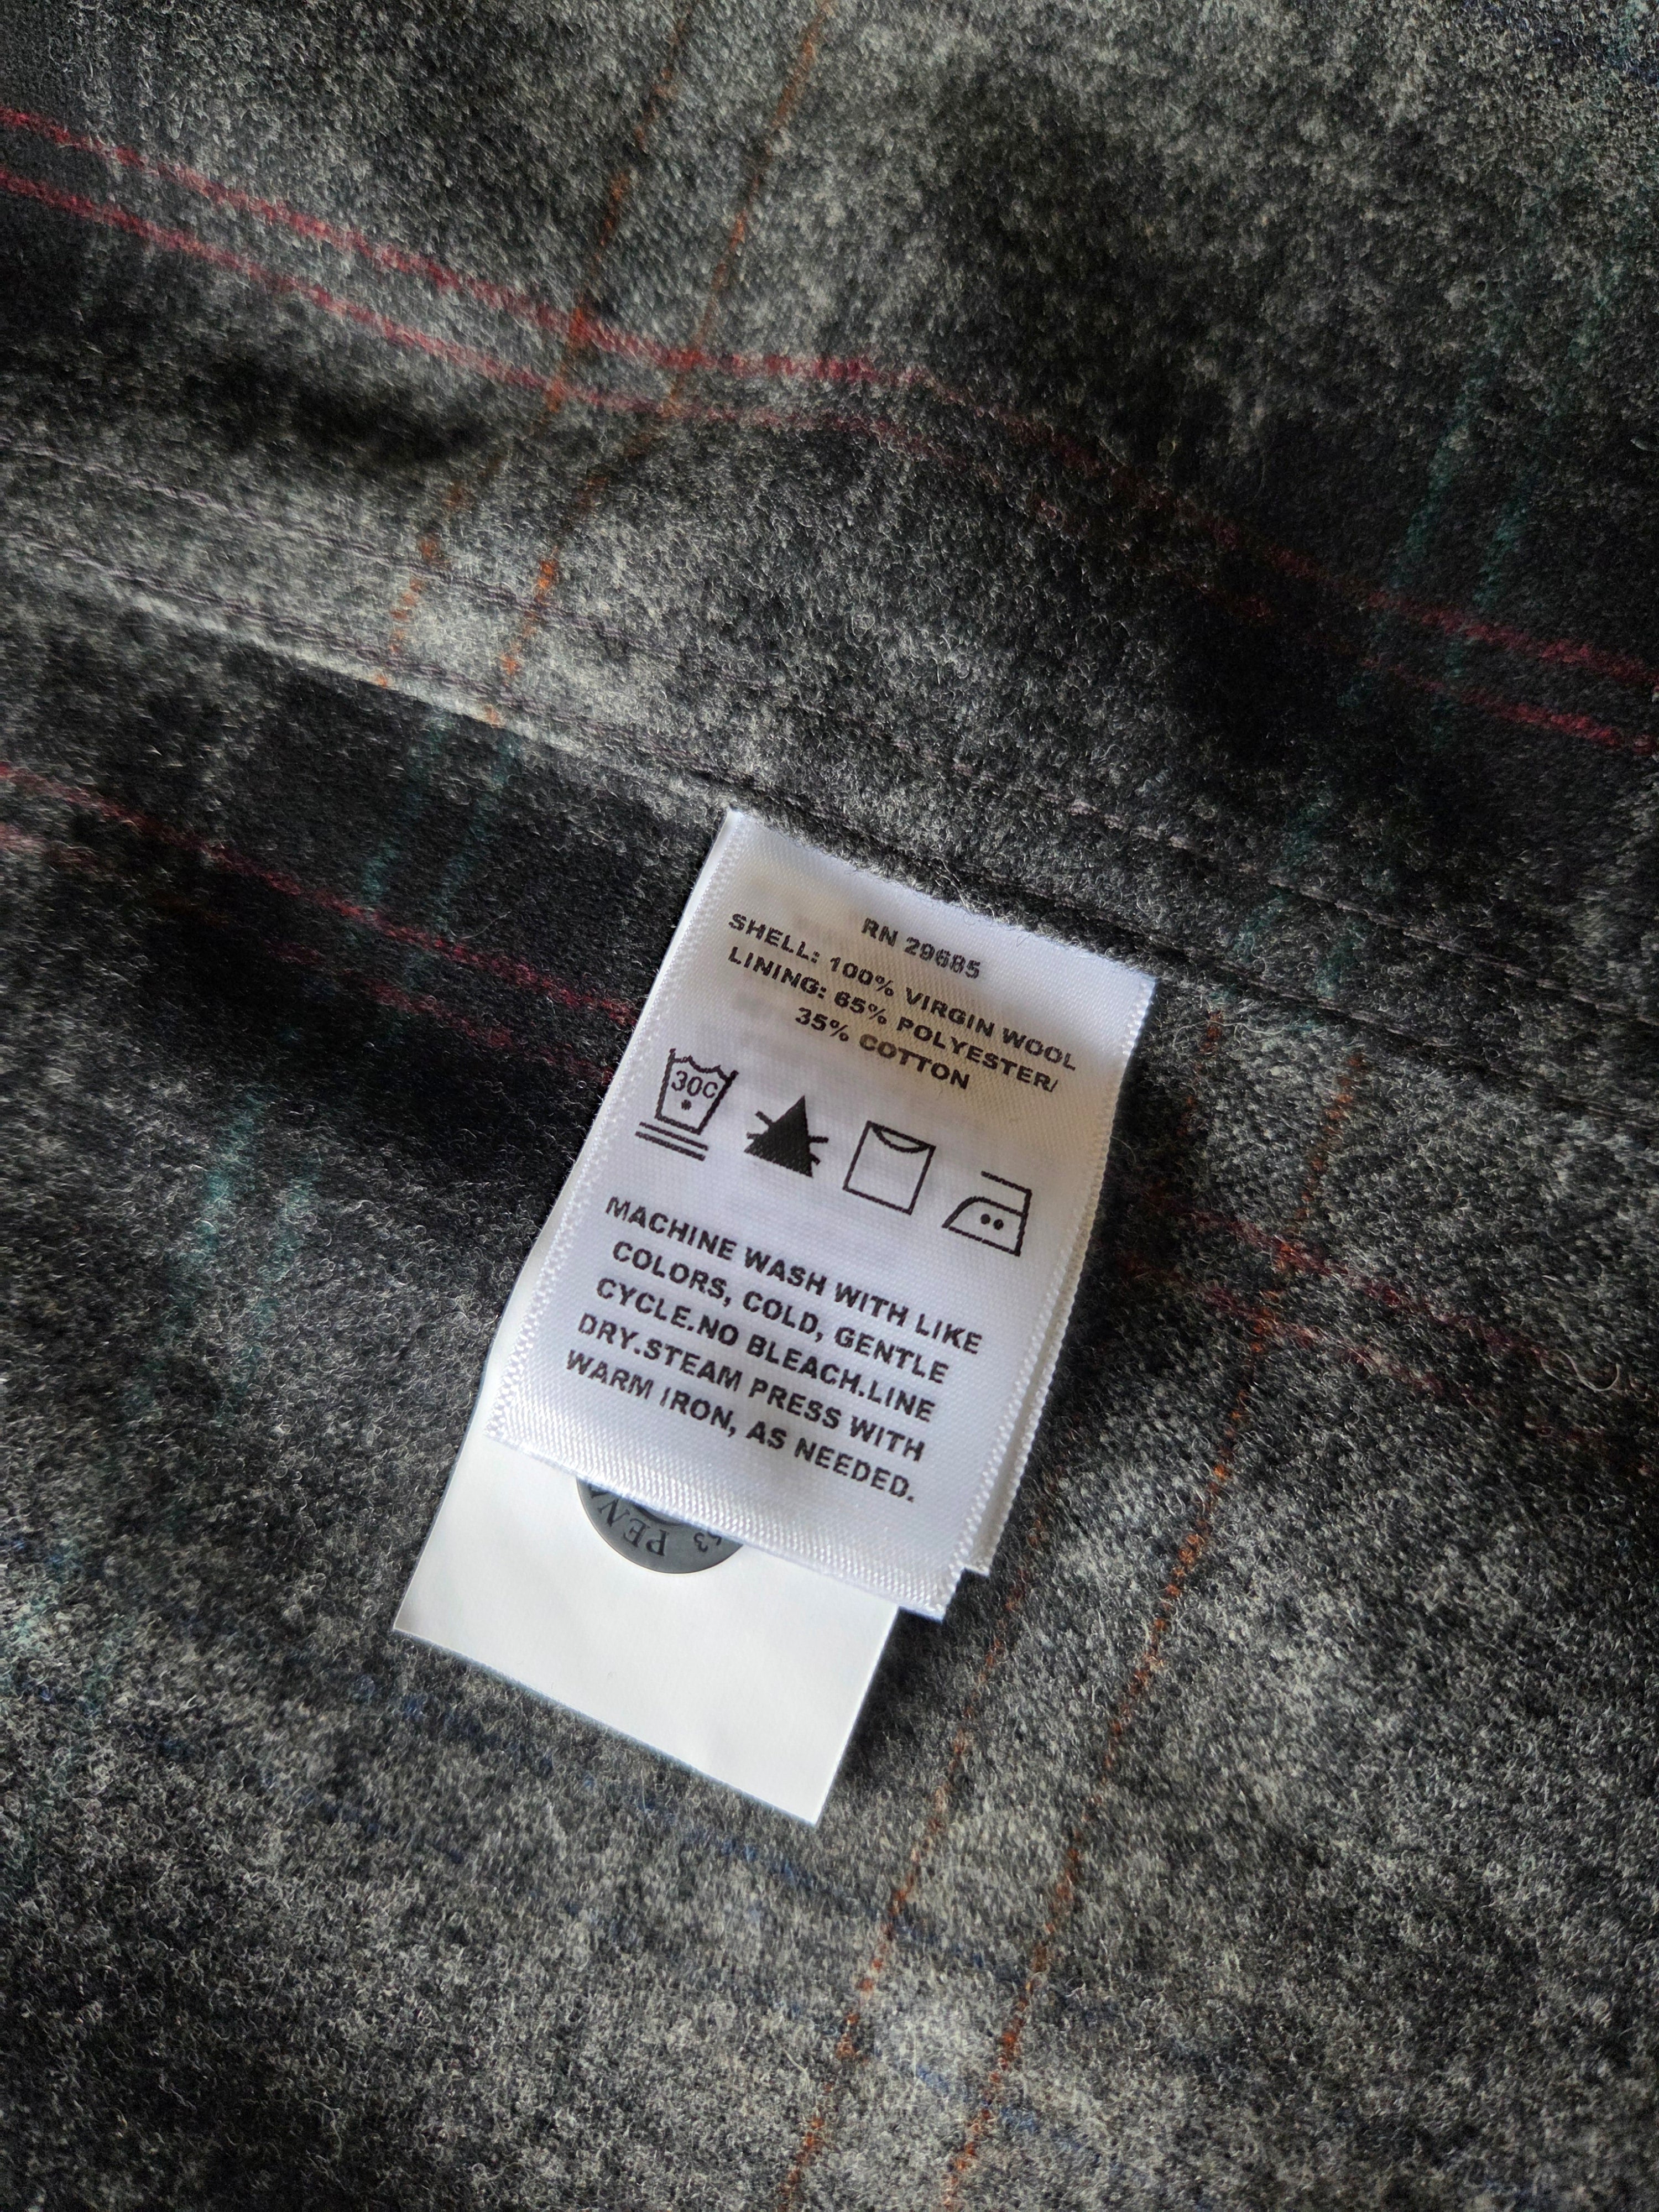 RN 29685
SHELL: 100% VIRGIN WOOL
LINING: 65% POLYESTER/
35% COTTON
30C
MACHINE WASH WITH LIKE
COLORS, COLD, GENTLE
CYCLE.NO BLEACH.LINE
DRY.STEAM PRESS WITH
WARM IRON, AS NEEDED.